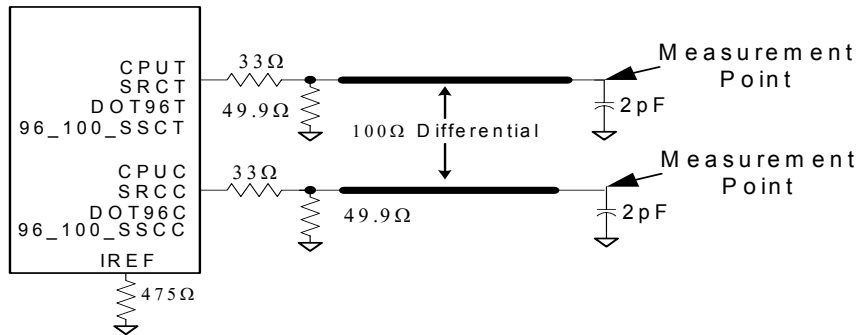 CPUT
SRCT
DOT96T
96_100_SSCT
33Ω
49.9Ω
Measurement
Point
2pF
100Ω Differential
CPUC
SRCC
DOT96C
96_100_SSCC
33Ω
49.9Ω
Measurement
Point
2pF
IREF
475Ω